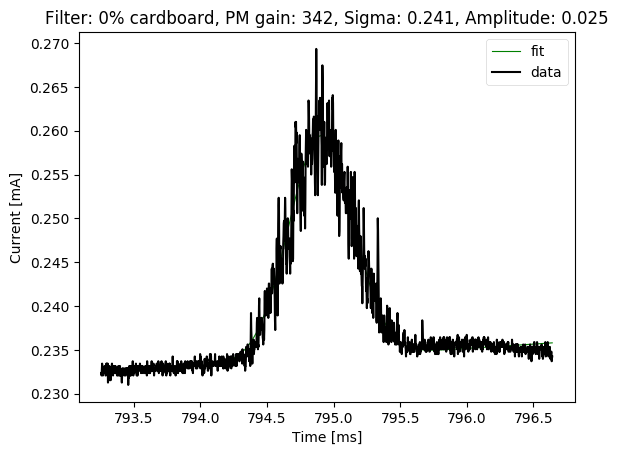 Filter: 0% cardboard, PM gain: 342, Sigma: 0.241, Amplitude: 0.025
fit
data
0.270
0.265
0.260
0.255
0.250
0.245
0.240
0.235
0.230
Current [mA]
793.5 794.0 794.5 795.0 795.5 796.0 796.5
Time [ms]